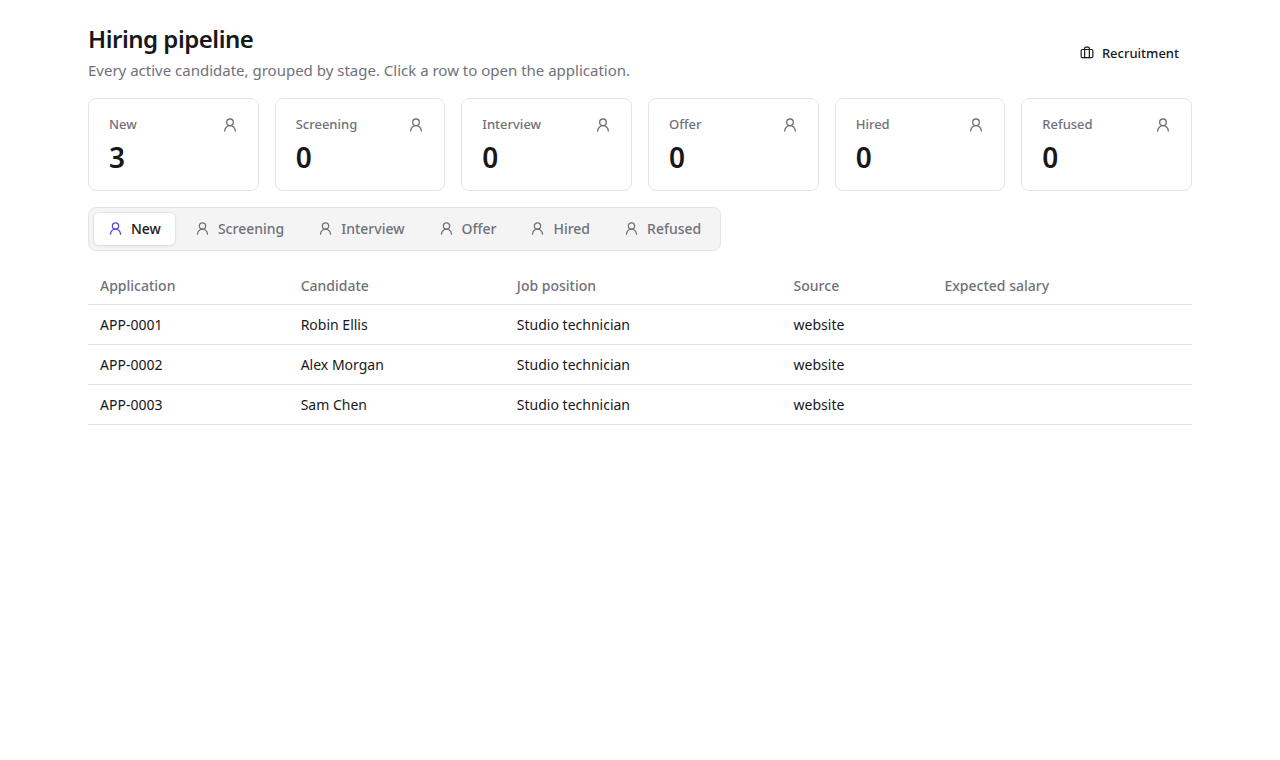 Hiring pipeline
Every active candidate, grouped by stage. Click a row to open the application.
Recruitment
New Screening Interview Offer Hired Refused
3 0 0 0 0 0
New Screening Interview Offer Hired Refused
Application Candidate Job position Source Expected salary
APP-0001 Robin Ellis Studio technician website
APP-0002 Alex Morgan Studio technician website
APP-0003 Sam Chen Studio technician website